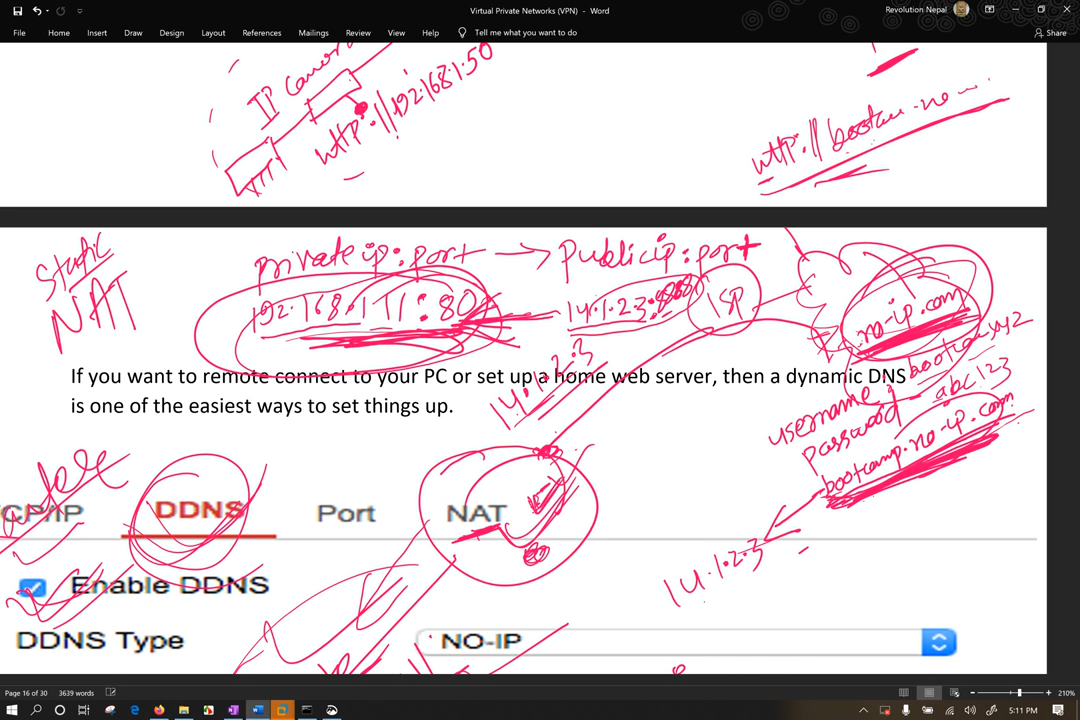 Virtual Private Networks (VPN) - Word
Revolution Nepal
File Home Insert Draw Design Layout References Mailings Review View Help Tell me what you want to do
Share
IP Camera
http://192.168.1.50
http://bootcam.no
Static
NAT
Private ip:port → Public ip:port
192.168.1.11:80
14.1.2.3:
ISP
no-ip.com
14.1.2.3
If you want to remote connect to your PC or set up a home web server, then a dynamic DNS
is one of the easiest ways to set things up.
username bootcamxyz
password - abc123
bootcamp.no-ip.com
14.1.2.3
TCP/IP DDNS Port NAT
Enable DDNS
DDNS Type NO-IP
Page 16 of 30 3639 words
210%
5:11 PM